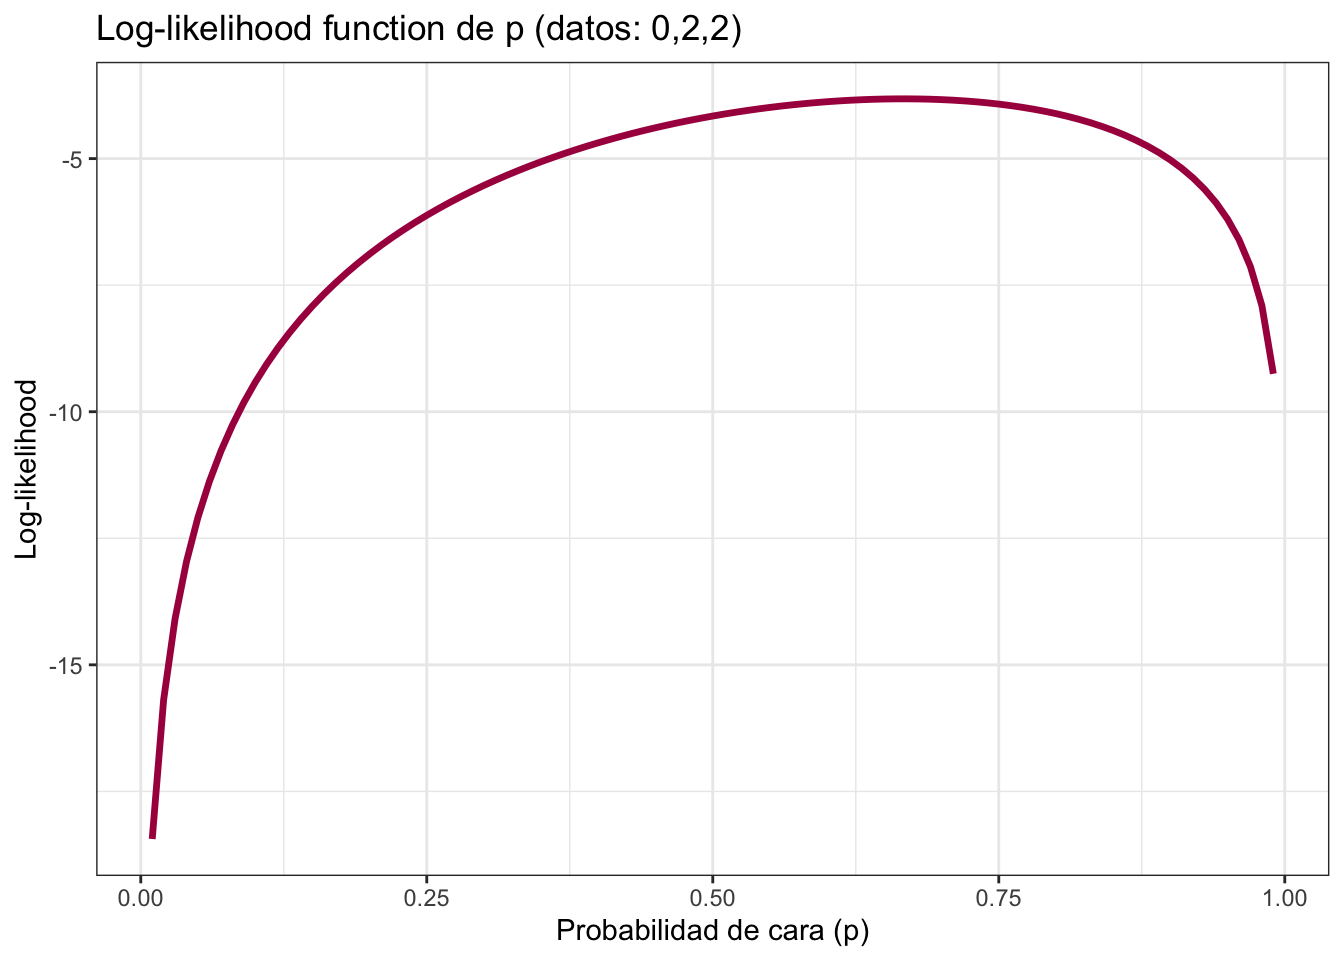 Log-likelihood function de p (datos: 0,2,2)
Log-likelihood
-5
-10
-15
0.00 0.25 0.50 0.75 1.00
Probabilidad de cara (p)